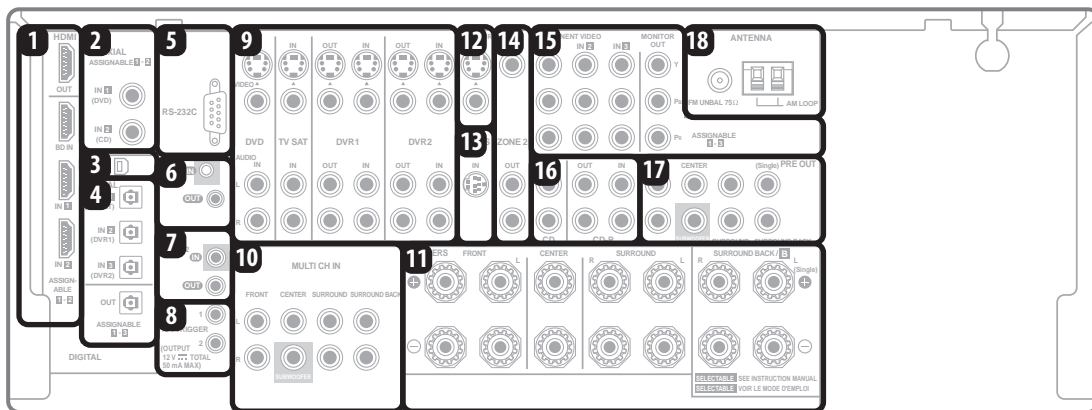 1
HDMI
OUT
BD IN
IN 1
IN 2
ASSIGN-
ABLE
1 - 2
DIGITAL
2
ASSIGNABLE 1 - 2
IN 1
(DVD)
IN 2
(CD)
3
4
IN 2
(DVR1)
IN 3
(DVR2)
OUT
ASSIGNABLE
1 - 3
5
RS-232C
6
IN
OUT
7
IN
OUT
8
1
2
(OUTPUT
12 V TOTAL
50 mA MAX)
9
IN OUT IN OUT IN
VIDEO
DVD TV SAT DVR1 DVR2
AUDIO
IN IN OUT IN OUT IN
L
R
10
MULTI CH IN
FRONT CENTER SURROUND SURROUND BACK
L
R
SUBWOOFER
11
FRONT CENTER SURROUND SURROUND BACK / B
L R L R L
(Single)
SELECTABLE SEE INSTRUCTION MANUAL
SELECTABLE VOIR LE MODE D'EMPLOI
12
13
IN
14
ZONE 2
OUT
15
IN 2 IN 3 MONITOR
OUT
Y
PB
PR
ASSIGNABLE
1 - 3
16
OUT IN
CD CD-R
17
CENTER (Single) PRE OUT
18
ANTENNA
FM UNBAL 75Ω AM LOOP